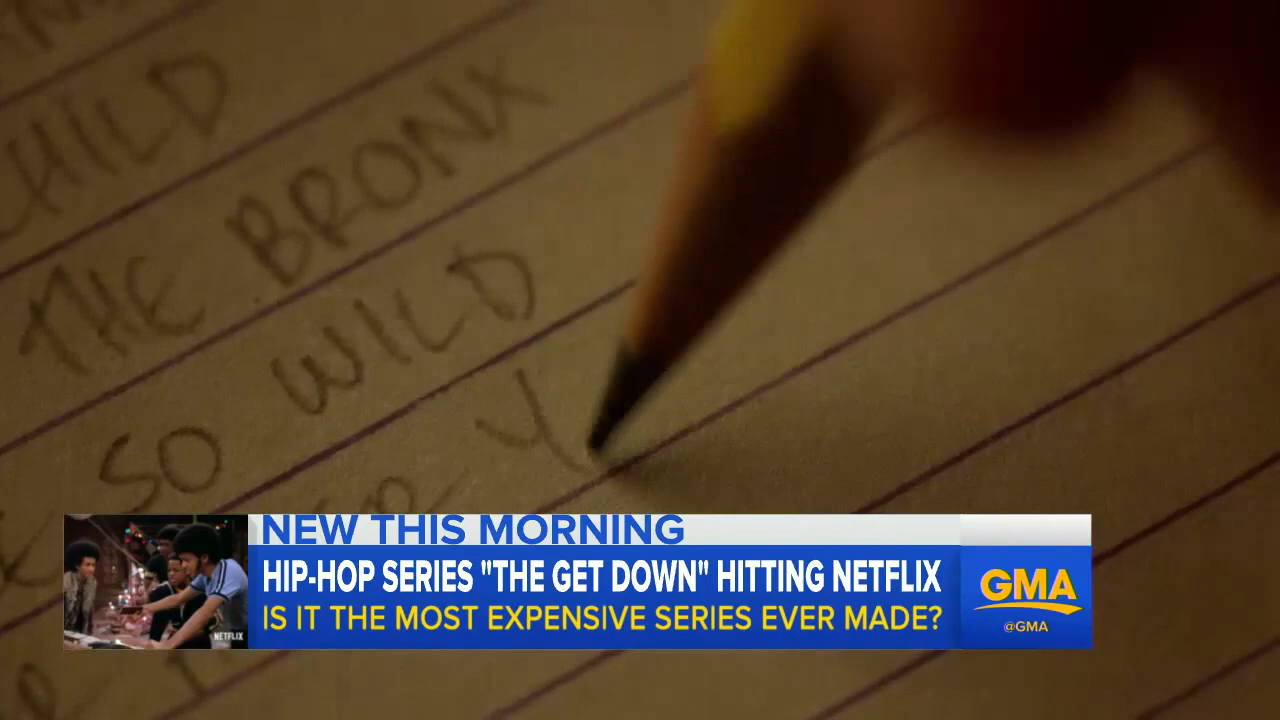 HILD
THE BRONX
SO WILD
Y
NEW THIS MORNING
HIP-HOP SERIES "THE GET DOWN" HITTING NETFLIX
IS IT THE MOST EXPENSIVE SERIES EVER MADE?
NETFLIX
GMA
@GMA